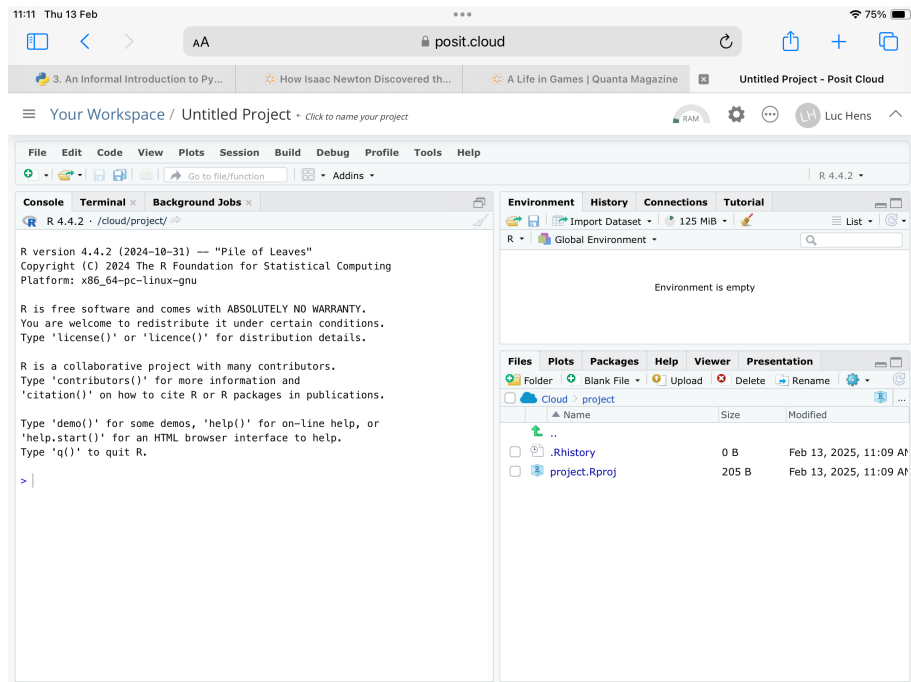 11:11 Thu 13 Feb
75%
AA
posit.cloud
3. An Informal Introduction to Py...
How Isaac Newton Discovered th...
A Life in Games | Quanta Magazine
Untitled Project - Posit Cloud
Your Workspace / Untitled Project
Click to name your project
RAM
LH
Luc Hens
File Edit Code View Plots Session Build Debug Profile Tools Help
Go to file/function
Addins
R 4.4.2
Console Terminal Background Jobs
R 4.4.2 · /cloud/project/
R version 4.4.2 (2024-10-31) -- "Pile of Leaves"
Copyright (C) 2024 The R Foundation for Statistical Computing
Platform: x86_64-pc-linux-gnu
R is free software and comes with ABSOLUTELY NO WARRANTY.
You are welcome to redistribute it under certain conditions.
Type 'license()' or 'licence()' for distribution details.
R is a collaborative project with many contributors.
Type 'contributors()' for more information and
'citation()' on how to cite R or R packages in publications.
Type 'demo()' for some demos, 'help()' for on-line help, or
'help.start()' for an HTML browser interface to help.
Type 'q()' to quit R.
>
Environment History Connections Tutorial
Import Dataset 125 MiB List
R Global Environment
Environment is empty
Files Plots Packages Help Viewer Presentation
Folder Blank File Upload Delete Rename
Cloud project ...
Name Size Modified
..
.Rhistory 0 B Feb 13, 2025, 11:09 AM
project.Rproj 205 B Feb 13, 2025, 11:09 AM